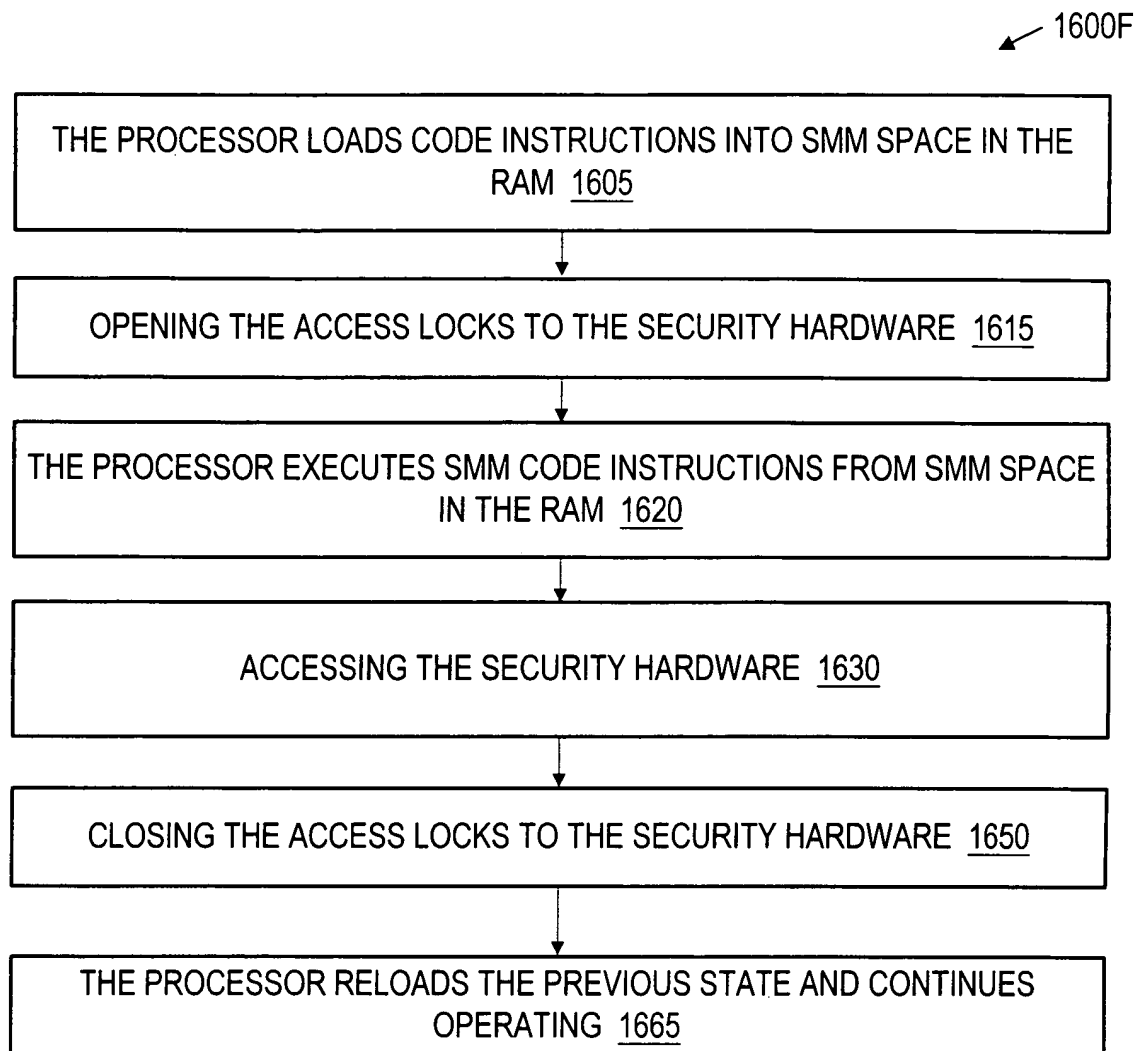 1600F
THE PROCESSOR LOADS CODE INSTRUCTIONS INTO SMM SPACE IN THE
RAM 1605
OPENING THE ACCESS LOCKS TO THE SECURITY HARDWARE 1615
THE PROCESSOR EXECUTES SMM CODE INSTRUCTIONS FROM SMM SPACE
IN THE RAM 1620
ACCESSING THE SECURITY HARDWARE 1630
CLOSING THE ACCESS LOCKS TO THE SECURITY HARDWARE 1650
THE PROCESSOR RELOADS THE PREVIOUS STATE AND CONTINUES
OPERATING 1665